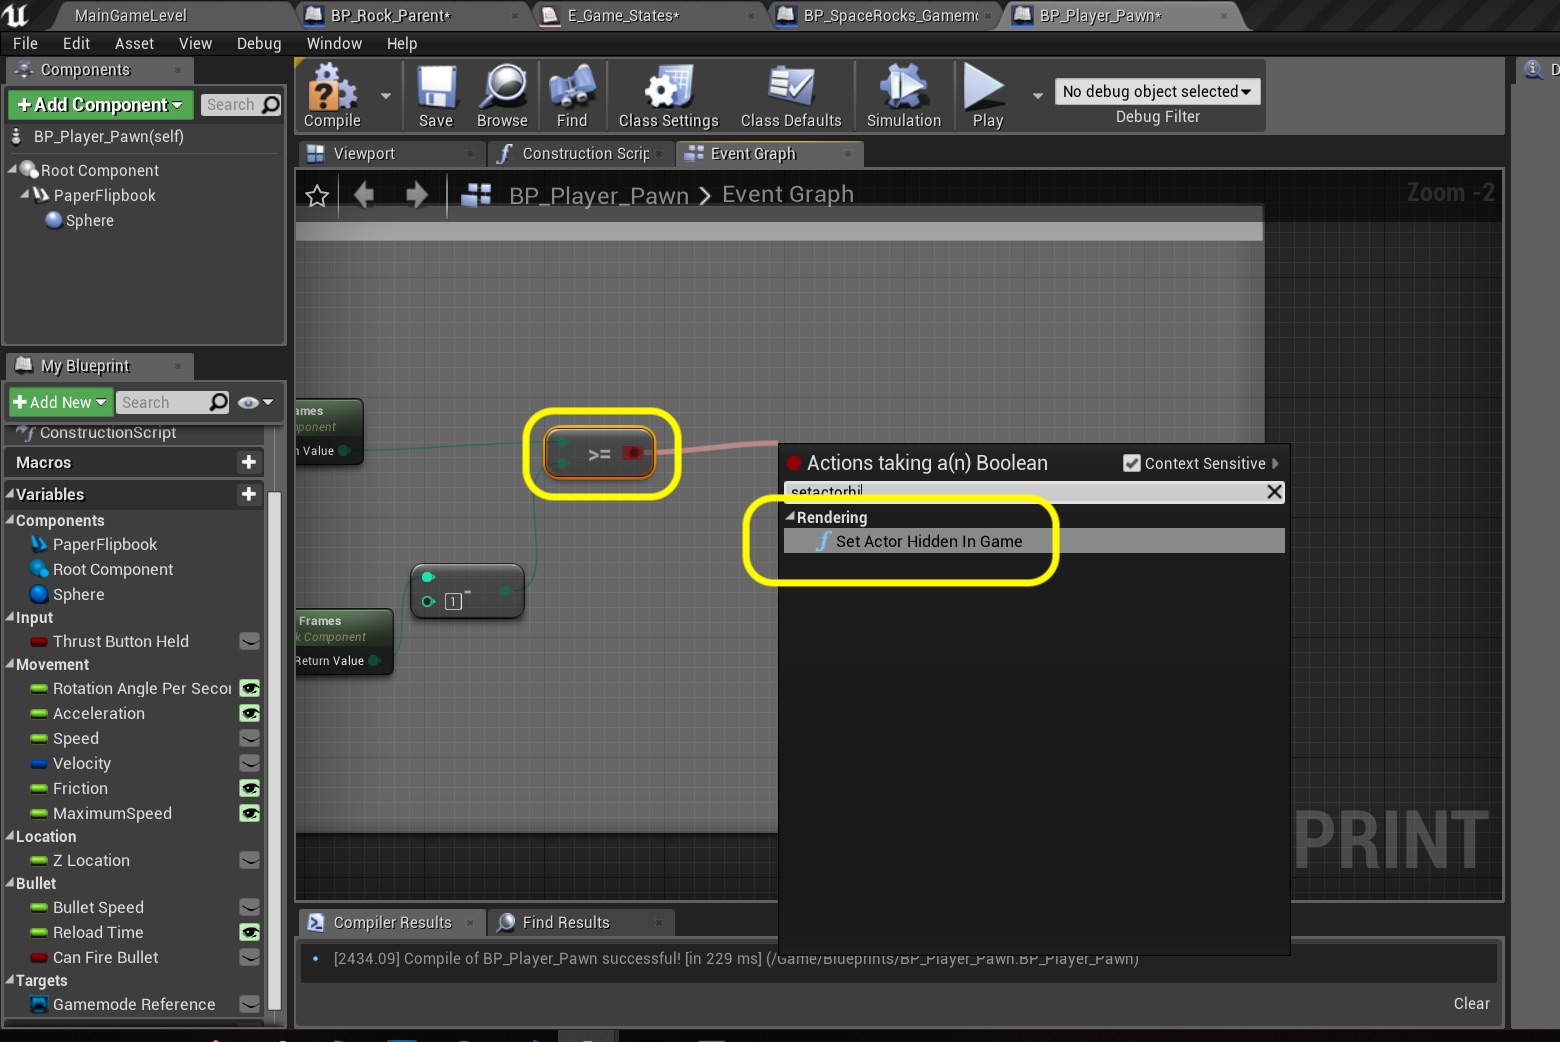 MainGameLevel
BP_Rock_Parent*
E_Game_States*
BP_SpaceRocks_Gamem
BP_Player_Pawn*
File Edit Asset View Debug Window Help
Components
+Add Component
Search
BP_Player_Pawn(self)
Root Component
PaperFlipbook
Sphere
Compile
Save
Browse
Find
Class Settings
Class Defaults
Simulation
Play
No debug object selected
Debug Filter
Viewport
Construction Scrip
Event Graph
BP_Player_Pawn > Event Graph
Zoom -2
My Blueprint
+Add New
Search
ConstructionScript
Macros
Variables
Components
PaperFlipbook
Root Component
Sphere
Input
Thrust Button Held
Movement
Rotation Angle Per Secon
Acceleration
Speed
Velocity
Friction
MaximumSpeed
Location
Z Location
Bullet
Bullet Speed
Reload Time
Can Fire Bullet
Targets
Gamemode Reference
ames
ponent
n Value
>=
1
-
Frames
k Component
Return Value
Actions taking a(n) Boolean
Context Sensitive
setactorhi
Rendering
f Set Actor Hidden In Game
PRINT
Compiler Results
Find Results
[2434.09] Compile of BP_Player_Pawn successful! [in 229 ms] (/Game/Blueprints/BP_Player_Pawn.BP_Player_Pawn)
Clear